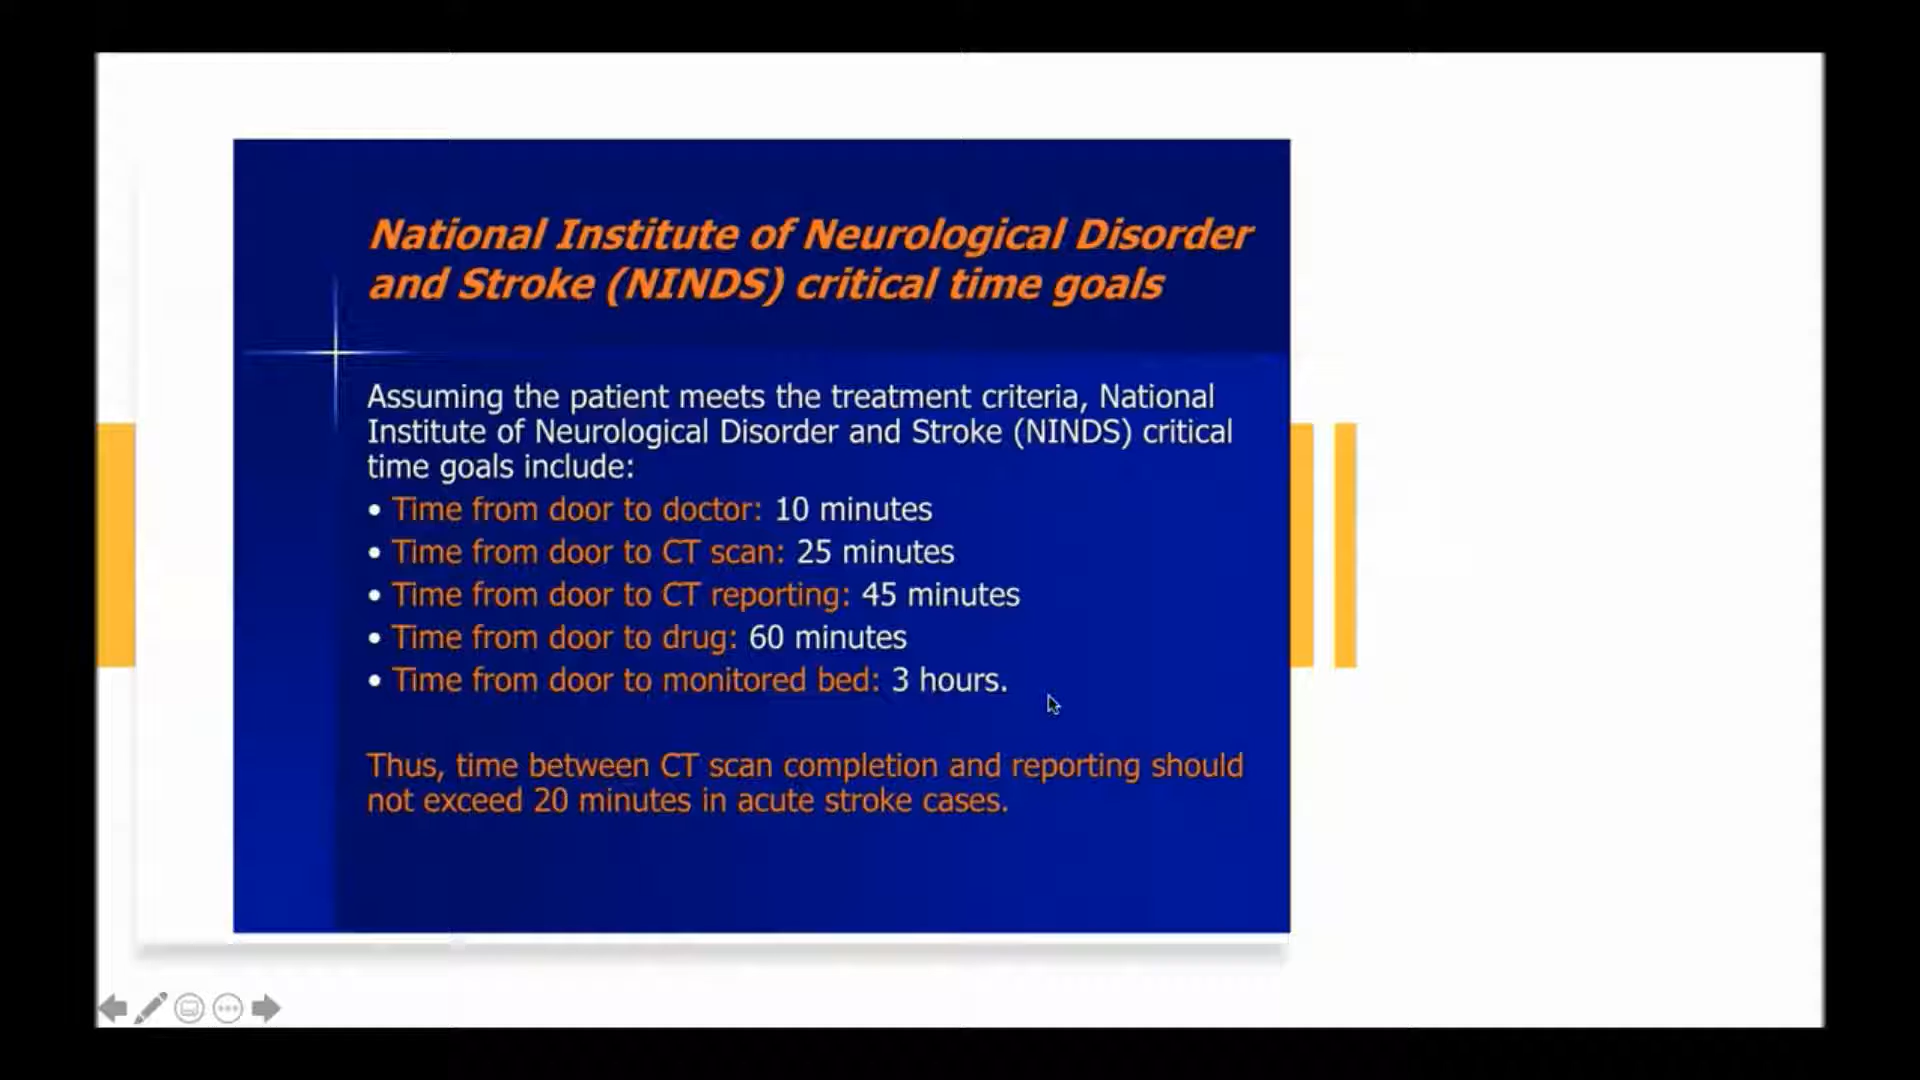 National Institute of Neurological Disorder
and Stroke (NINDS) critical time goals
Assuming the patient meets the treatment criteria, National
Institute of Neurological Disorder and Stroke (NINDS) critical
time goals include:
• Time from door to doctor: 10 minutes
• Time from door to CT scan: 25 minutes
• Time from door to CT reporting: 45 minutes
• Time from door to drug: 60 minutes
• Time from door to monitored bed: 3 hours.
Thus, time between CT scan completion and reporting should
not exceed 20 minutes in acute stroke cases.